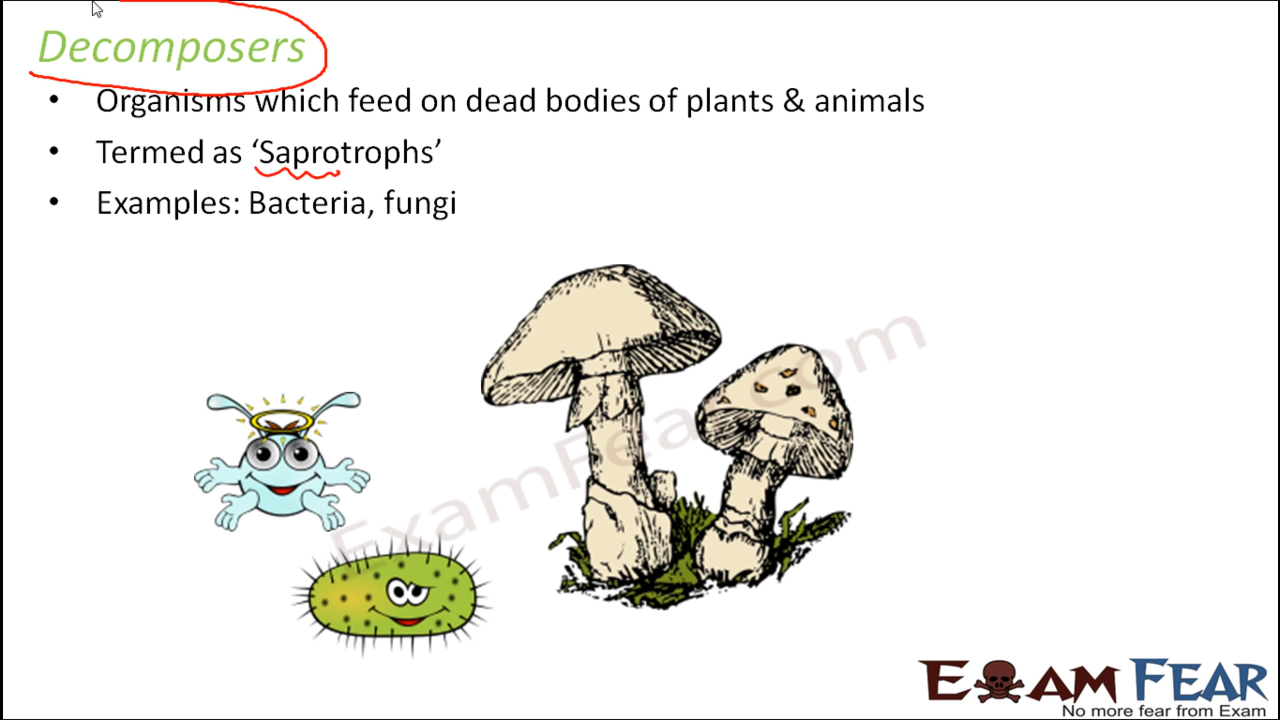 Decomposers
• Organisms which feed on dead bodies of plants & animals
• Termed as ‘Saprotrophs’
• Examples: Bacteria, fungi
ExamFear.com
EXAM FEAR
No more fear from Exam